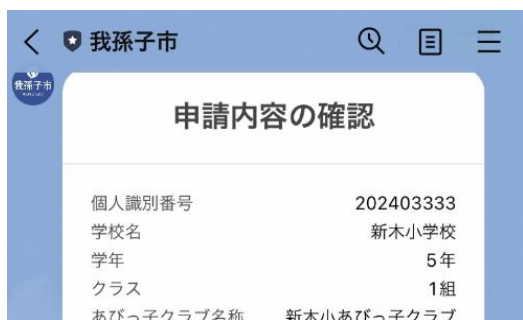 我孫子市
我孫子市
申請内容の確認
個人識別番号 202403333
学校名 新木小学校
学年 5年
クラス 1組
あびっ子クラブ名称 新木小あびっ子クラブ